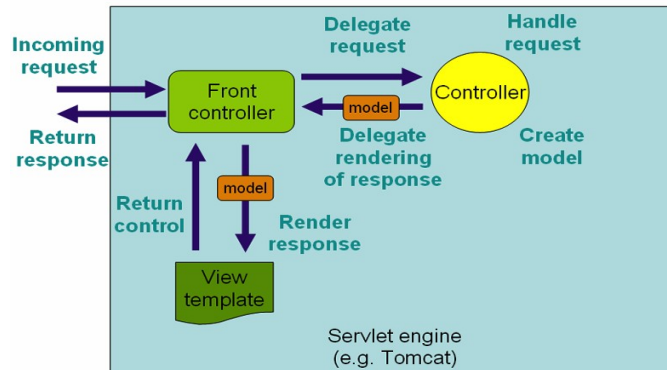 Incoming
request
Return
response
Front
controller
Delegate
request
Handle
request
Controller
model
Delegate
rendering
of response
Create
model
Return
control
model
Render
response
View
template
Servlet engine
(e.g. Tomcat)